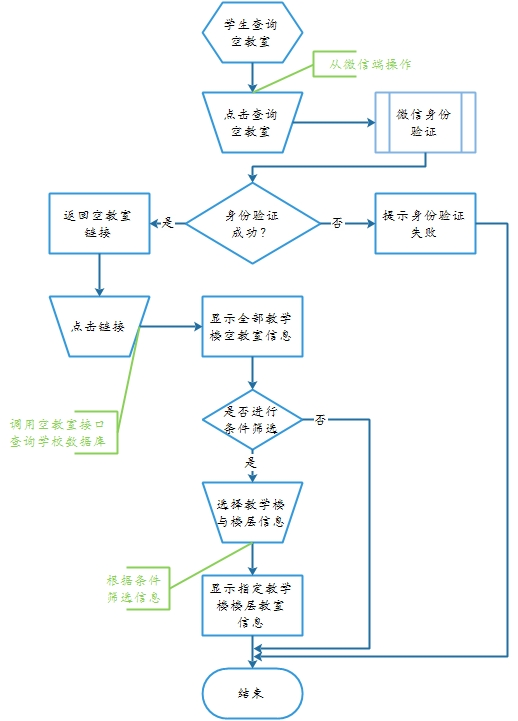 学生查询
空教室
从微信端操作
点击查询
空教室
微信身份
验证
返回空教室
链接
是
身份验证
成功？
否
提示身份验证
失败
点击链接
显示全部教学
楼空教室信息
调用空教室接口
查询学校数据库
是否进行
条件筛选
否
是
选择教学楼
与楼层信息
根据条件
筛选信息
显示指定教学
楼楼层教室
信息
结束